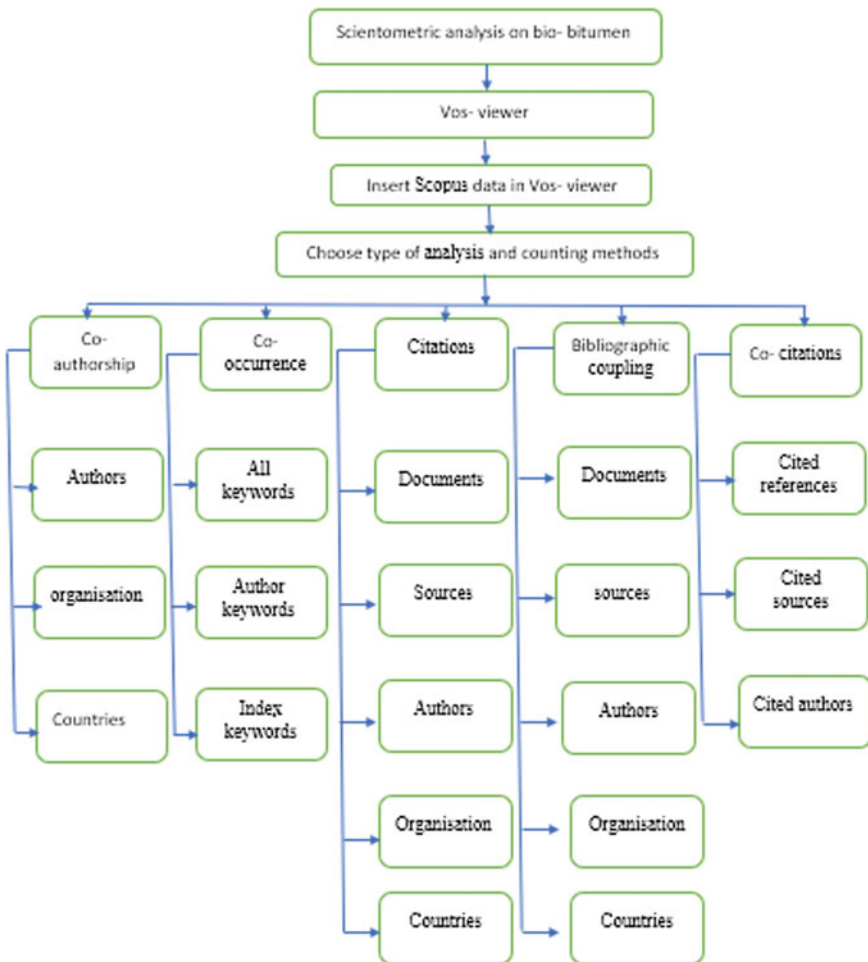 Scientometric analysis on bio- bitumen
Vos- viewer
Insert Scopus data in Vos- viewer
Choose type of analysis and counting methods
Co-
authorship
Authors
organisation
Countries
Co-
occurrence
All
keywords
Author
keywords
Index
keywords
Citations
Documents
Sources
Authors
Organisation
Countries
Bibliographic
coupling
Documents
sources
Authors
Organisation
Countries
Co- citations
Cited
references
Cited
sources
Cited authors